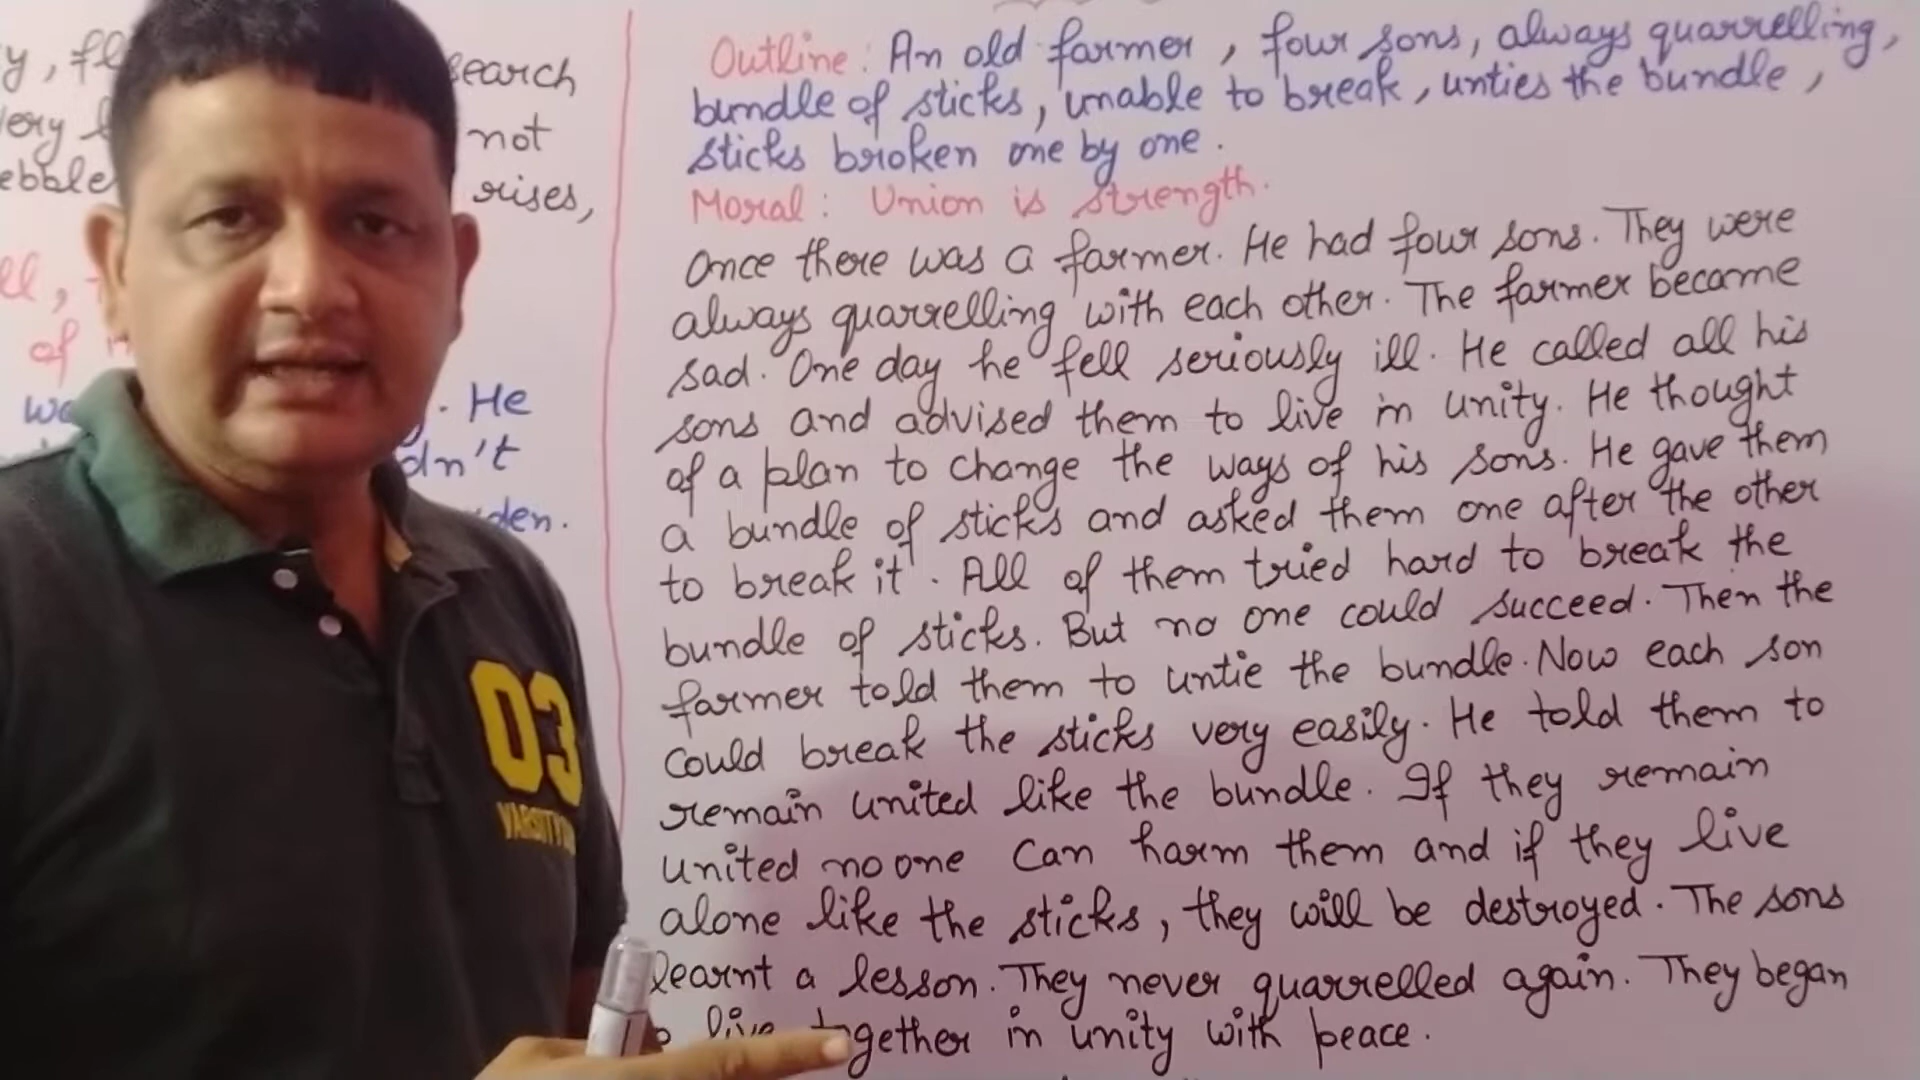 search
not
rises,
of
. He
dn't
den.
Outline: An old farmer, four sons, always quarrelling,
bundle of sticks, unable to break, unties the bundle,
sticks broken one by one.
Moral: Union is strength.
Once there was a farmer. He had four sons. They were
always quarrelling with each other. The farmer became
sad. One day he fell seriously ill. He called all his
sons and advised them to live in unity. He thought
of a plan to change the ways of his sons. He gave them
a bundle of sticks and asked them one after the other
to break it. All of them tried hard to break the
bundle of sticks. But no one could succeed. Then the
farmer told them to untie the bundle. Now each son
could break the sticks very easily. He told them to
remain united like the bundle. If they remain
united no one can harm them and if they live
alone like the sticks, they will be destroyed. The sons
learnt a lesson. They never quarrelled again. They began
live together in unity with peace.
03